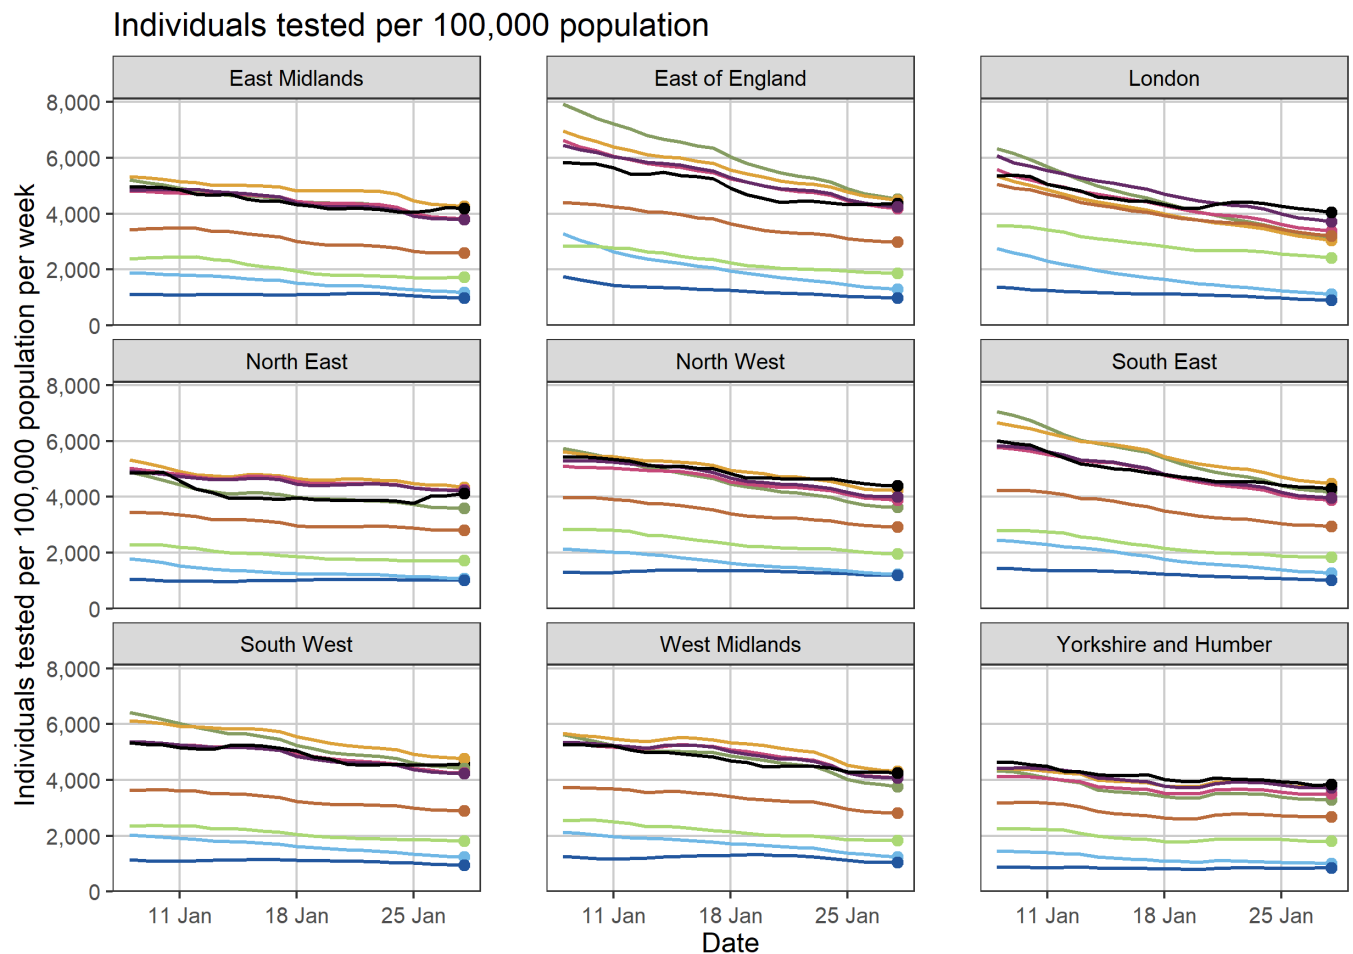 Individuals tested per 100,000 population
Individuals tested per 100,000 population per week
East Midlands
East of England
London
8,000
6,000
4,000
2,000
0
North East
North West
South East
8,000
6,000
4,000
2,000
0
South West
West Midlands
Yorkshire and Humber
8,000
6,000
4,000
2,000
0
11 Jan 18 Jan 25 Jan
11 Jan 18 Jan 25 Jan
11 Jan 18 Jan 25 Jan
Date